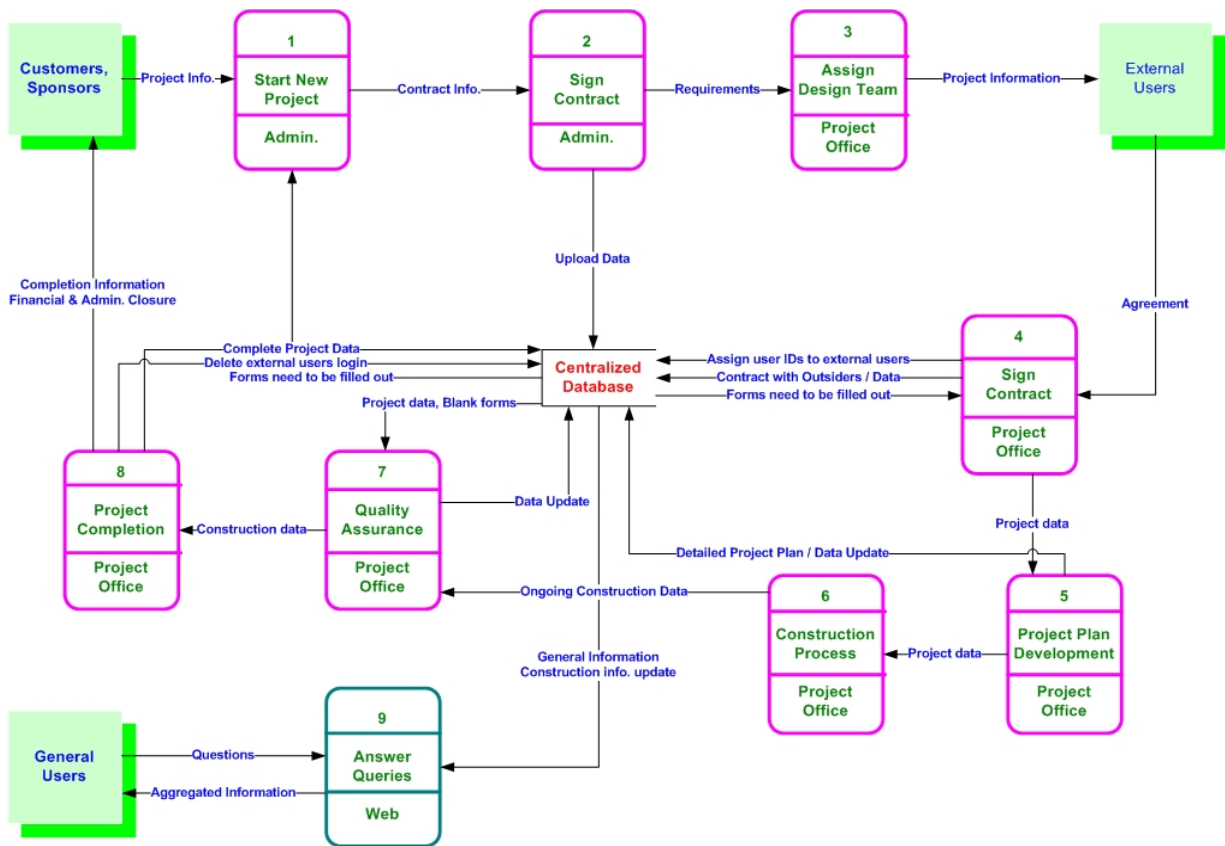 Customers,
Sponsors
Project Info.
1
Start New
Project
Admin.
Contract Info.
2
Sign
Contract
Admin.
Requirements
3
Assign
Design Team
Project
Office
Project Information
External
Users
Completion Information
Financial & Admin. Closure
Upload Data
Agreement
Complete Project Data
Delete external users login
Forms need to be filled out
Centralized
Database
Assign user IDs to external users
Contract with Outsiders / Data
Forms need to be filled out
4
Sign
Contract
Project
Office
Project data, Blank forms
8
Project
Completion
Project
Office
Construction data
7
Quality
Assurance
Project
Office
Data Update
Project data
Detailed Project Plan / Data Update
Ongoing Construction Data
6
Construction
Process
Project
Office
Project data
5
Project Plan
Development
Project
Office
General Information
Construction info. update
General
Users
Questions
Aggregated Information
9
Answer
Queries
Web